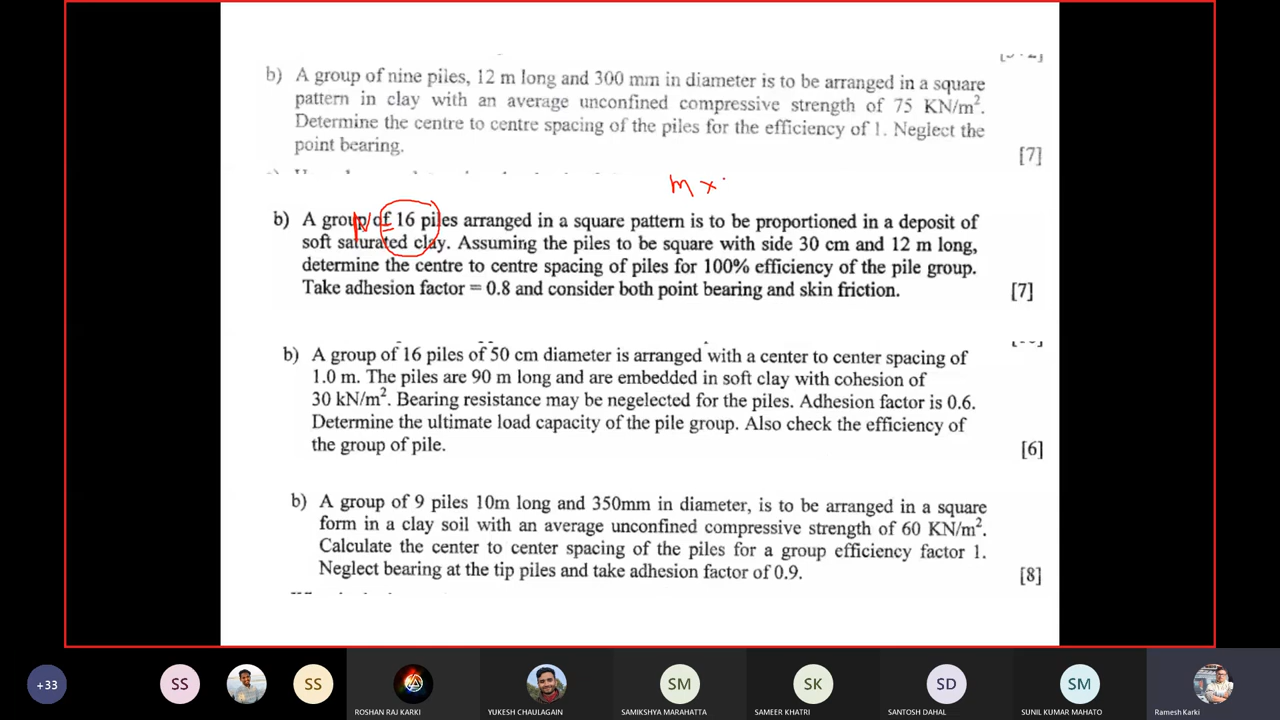 b) A group of nine piles, 12 m long and 300 mm in diameter is to be arranged in a square
pattern in clay with an average unconfined compressive strength of 75 KN/m².
Determine the centre to centre spacing of the piles for the efficiency of 1. Neglect the
point bearing.
[7]
m x
N =
b) A group of 16 piles arranged in a square pattern is to be proportioned in a deposit of
soft saturated clay. Assuming the piles to be square with side 30 cm and 12 m long,
determine the centre to centre spacing of piles for 100% efficiency of the pile group.
Take adhesion factor = 0.8 and consider both point bearing and skin friction.
[7]
b) A group of 16 piles of 50 cm diameter is arranged with a center to center spacing of
1.0 m. The piles are 90 m long and are embedded in soft clay with cohesion of
30 kN/m². Bearing resistance may be negelected for the piles. Adhesion factor is 0.6.
Determine the ultimate load capacity of the pile group. Also check the efficiency of
the group of pile.
[6]
b) A group of 9 piles 10m long and 350mm in diameter, is to be arranged in a square
form in a clay soil with an average unconfined compressive strength of 60 KN/m².
Calculate the center to center spacing of the piles for a group efficiency factor 1.
Neglect bearing at the tip piles and take adhesion factor of 0.9.
[8]
+33
SS
SS
SM
SK
SD
SM
ROSHAN RAJ KARKI
YUKESH CHAULAGAIN
SAMIKSHYA MARAHATTA
SAMEER KHATRI
SANTOSH DAHAL
SUNIL KUMAR MAHATO
Ramesh Karki